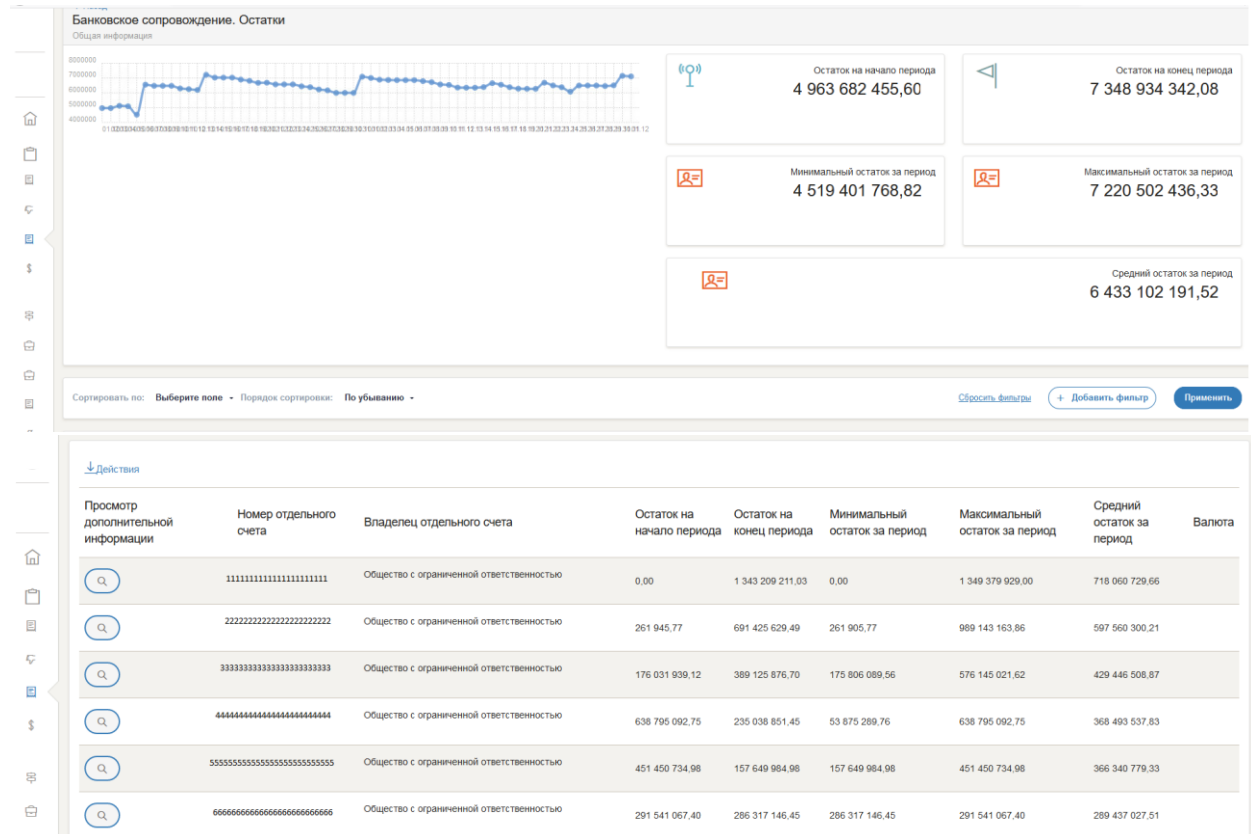 Банковское сопровождение. Остатки
Общая информация
8000000
7000000
6000000
5000000
4000000
Остаток на начало периода
4 963 682 455,60
Остаток на конец периода
7 348 934 342,08
Минимальный остаток за период
4 519 401 768,82
Максимальный остаток за период
7 220 502 436,33
Средний остаток за период
6 433 102 191,52
Сортировать по: Выберите поле Порядок сортировки: По убыванию Сбросить фильтры + Добавить фильтр Применить
Действия
Просмотр дополнительной информации Номер отдельного счета Владелец отдельного счета Остаток на начало периода Остаток на конец периода Минимальный остаток за период Максимальный остаток за период Средний остаток за период Валюта
Общество с ограниченной ответственностью 0,00 1 343 209 211,03 0,00 1 349 379 929,00 718 060 729,66
Общество с ограниченной ответственностью 261 945,77 691 425 629,49 261 905,77 989 143 163,86 597 560 300,21
Общество с ограниченной ответственностью 176 031 939,12 389 125 876,70 175 806 089,56 576 145 021,62 429 446 508,87
Общество с ограниченной ответственностью 638 795 092,75 235 038 851,45 53 875 289,76 638 795 092,75 368 493 537,83
Общество с ограниченной ответственностью 451 450 734,98 157 649 984,98 157 649 984,98 451 450 734,98 366 340 779,33
Общество с ограниченной ответственностью 291 541 067,40 286 317 146,45 286 317 146,45 291 541 067,40 289 437 027,51